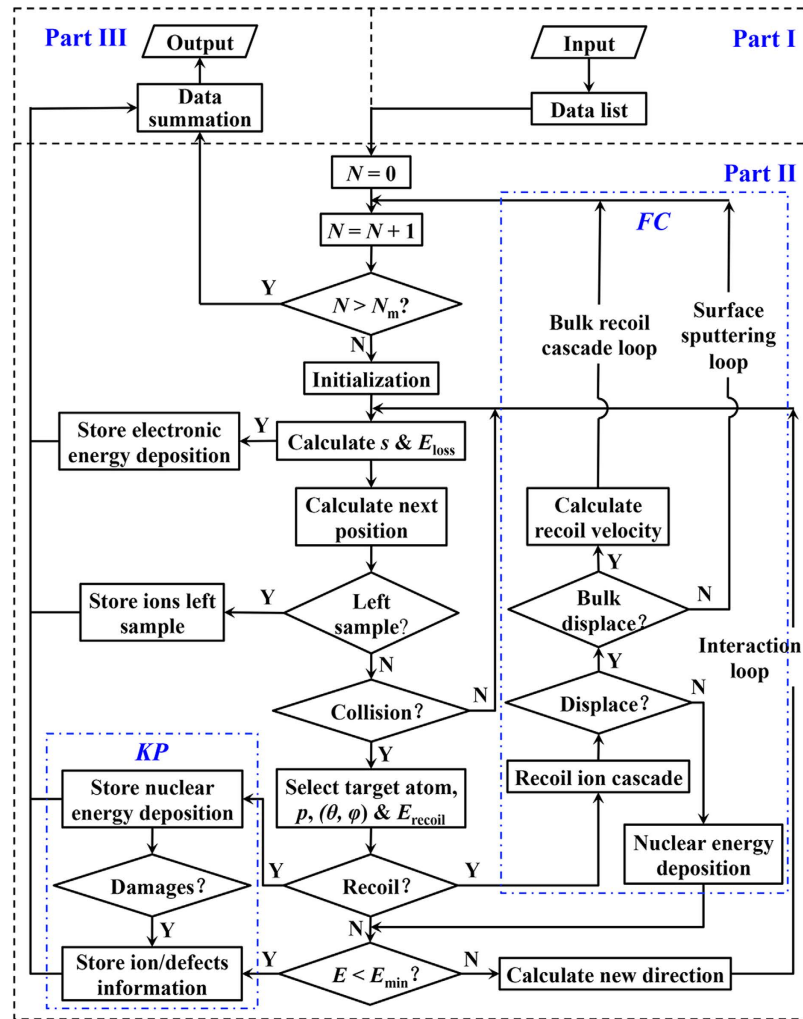 Part III
Output
Input
Part I
Data
summation
Data list
N = 0
Part II
FC
N = N + 1
Y
N > Nm?
N
Bulk recoil
cascade loop
Surface
sputtering
loop
Initialization
Store electronic
energy deposition
Y
Calculate s & Eloss
Calculate next
position
Calculate
recoil velocity
Y
Store ions left
sample
Y
Left
sample?
Bulk
displace?
N
N
Y
Interaction
loop
Collision?
N
Displace?
N
KP
Y
Store nuclear
energy deposition
Select target atom,
p, (θ, φ) & Erecoil
Recoil ion cascade
Damages?
Y
Recoil?
Y
Nuclear energy
deposition
Y
N
Store ion/defects
information
Y
E < Emin?
N
Calculate new direction